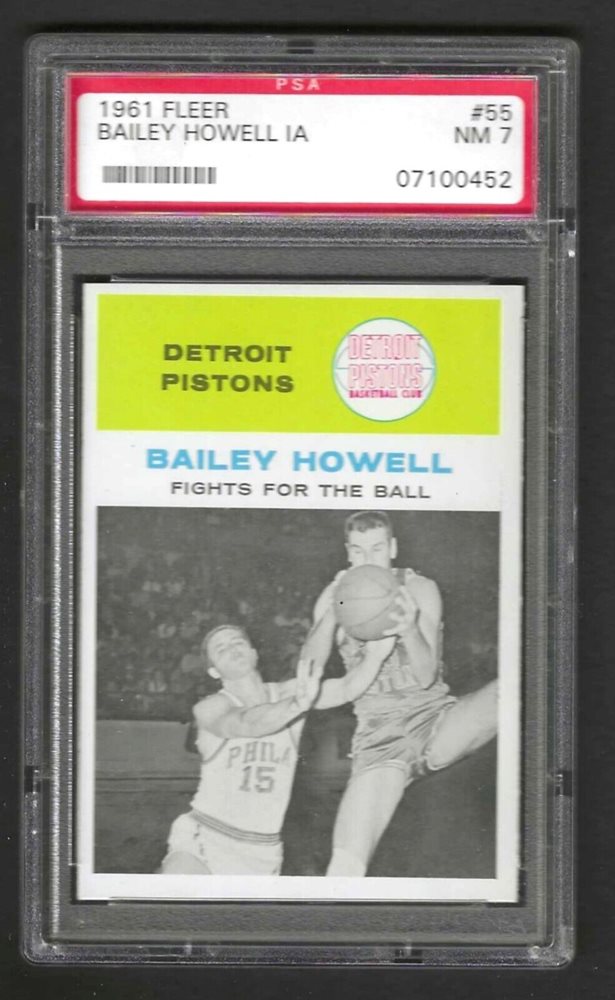 PSA
1961 FLEER #55
BAILEY HOWELL IA NM 7
07100452
DETROIT
PISTONS
DETROIT
PISTONS
BASKETBALL CLUB
BAILEY HOWELL
FIGHTS FOR THE BALL
PHILA
15